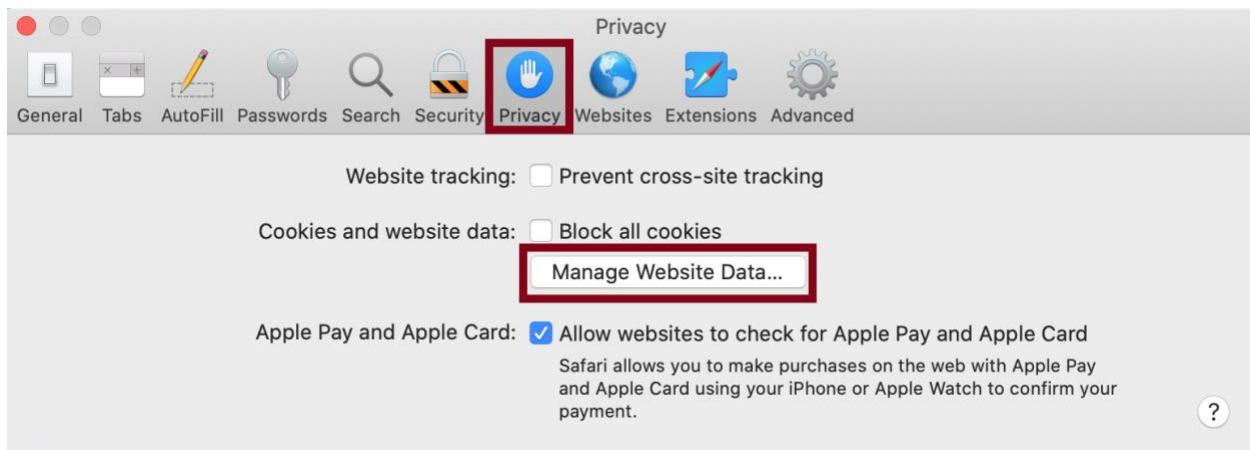 Privacy
General Tabs AutoFill Passwords Search Security Privacy Websites Extensions Advanced
Website tracking: Prevent cross-site tracking
Cookies and website data: Block all cookies
Manage Website Data...
Apple Pay and Apple Card: Allow websites to check for Apple Pay and Apple Card
Safari allows you to make purchases on the web with Apple Pay
and Apple Card using your iPhone or Apple Watch to confirm your
payment.
?